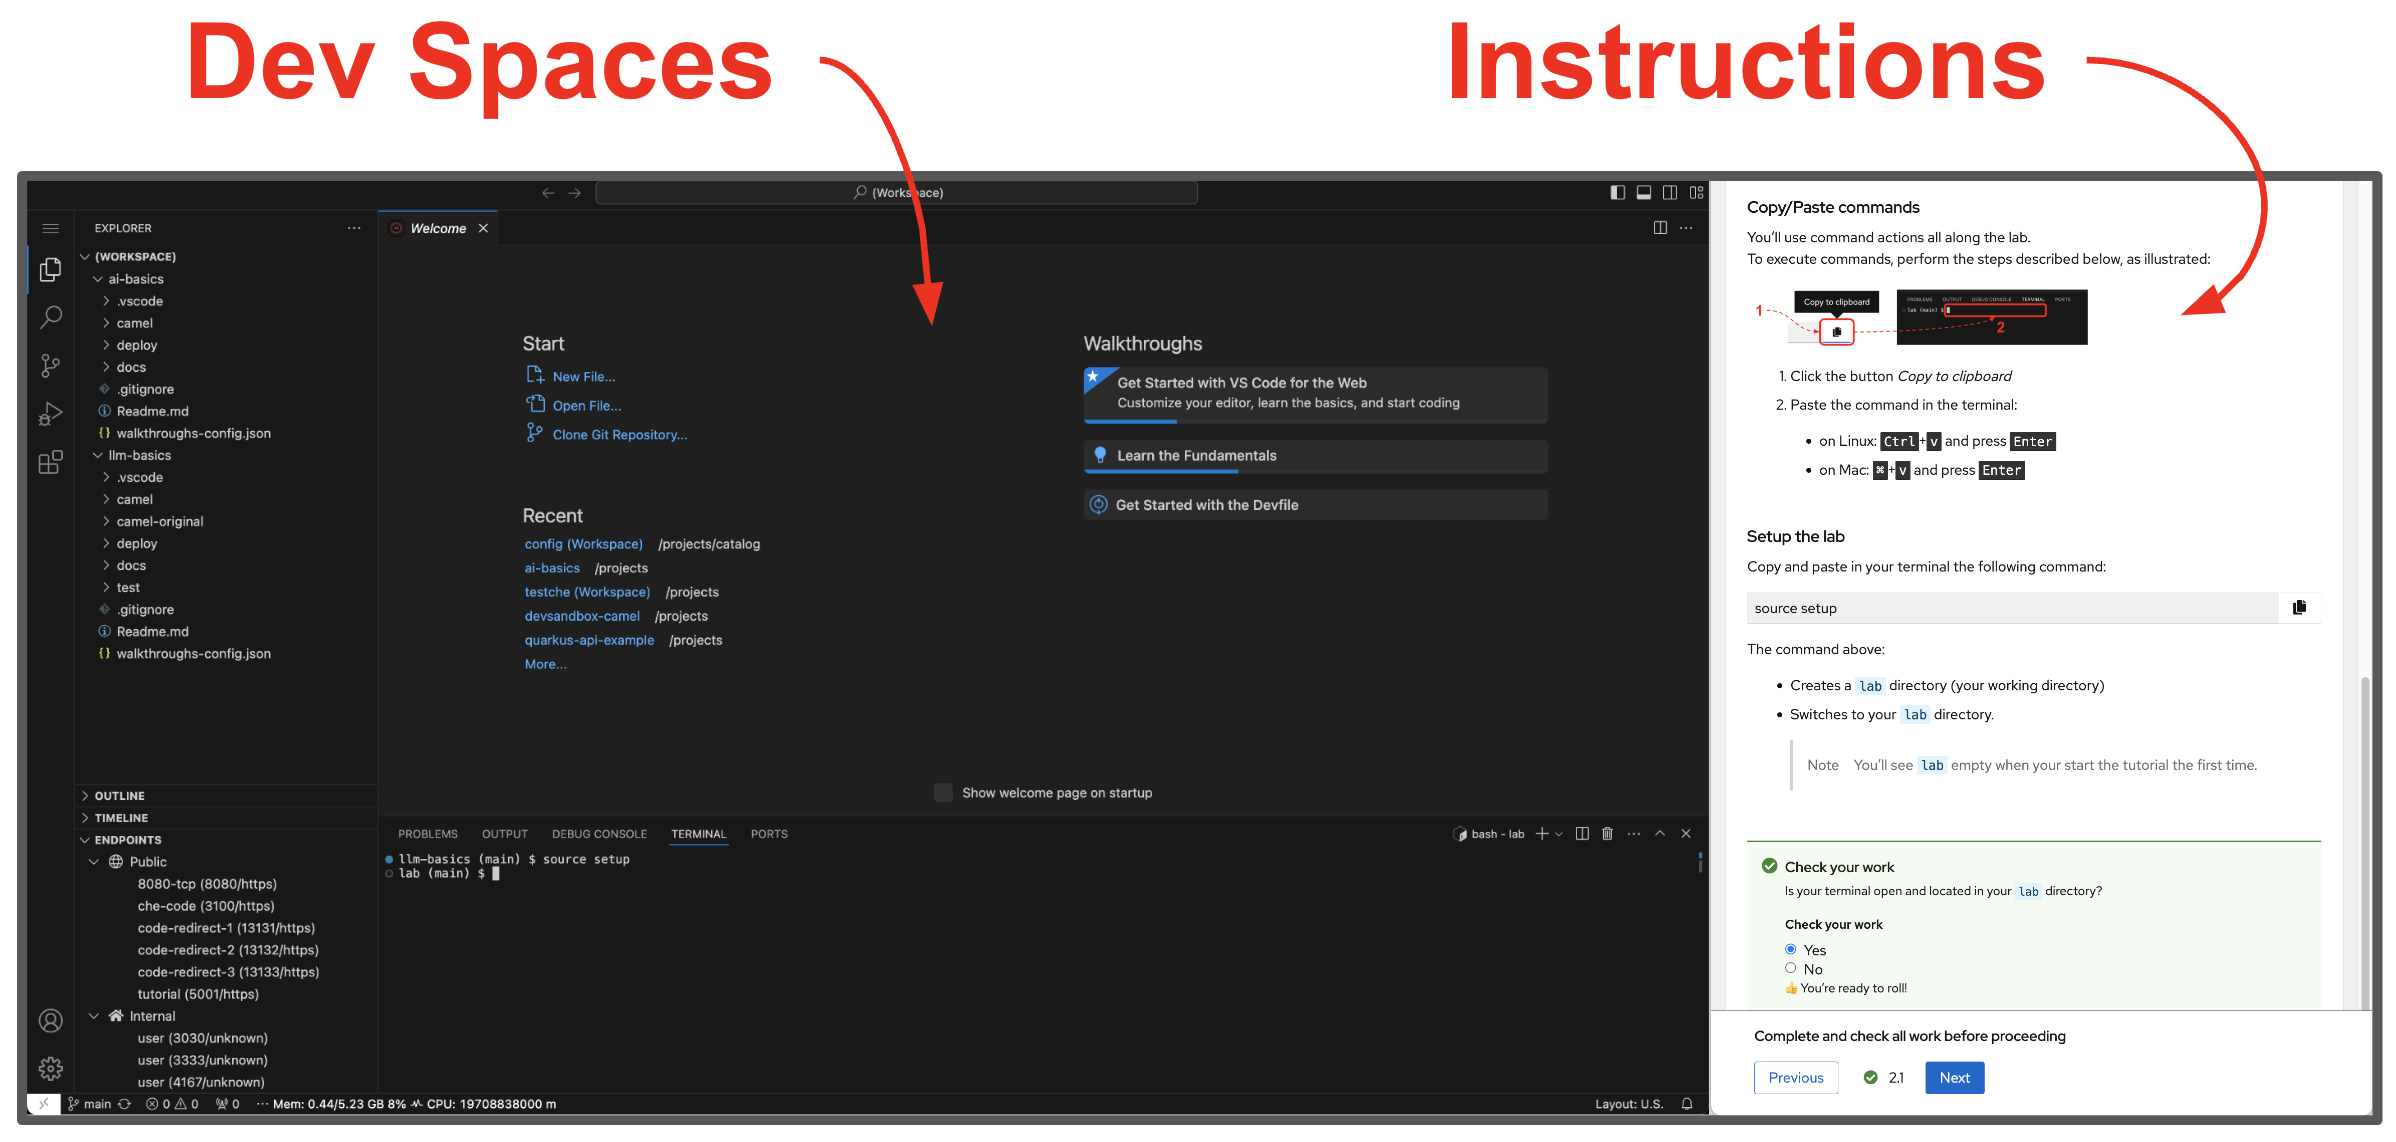 Dev Spaces
Instructions
(Workspace)
EXPLORER
(WORKSPACE)
ai-basics
.vscode
camel
deploy
docs
.gitignore
Readme.md
walkthroughs-config.json
llm-basics
.vscode
camel
camel-original
deploy
docs
test
.gitignore
Readme.md
walkthroughs-config.json
OUTLINE
TIMELINE
ENDPOINTS
Public
8080-tcp (8080/https)
che-code (3100/https)
code-redirect-1 (13131/https)
code-redirect-2 (13132/https)
code-redirect-3 (13133/https)
tutorial (5001/https)
Internal
user (3030/unknown)
user (3333/unknown)
user (4167/unknown)
Welcome
Start
New File...
Open File...
Clone Git Repository...
Recent
config (Workspace) /projects/catalog
ai-basics /projects
testche (Workspace) /projects
devsandbox-camel /projects
quarkus-api-example /projects
More...
Walkthroughs
Get Started with VS Code for the Web
Customize your editor, learn the basics, and start coding
Learn the Fundamentals
Get Started with the Devfile
Show welcome page on startup
PROBLEMS OUTPUT DEBUG CONSOLE TERMINAL PORTS
bash - lab
llm-basics (main) $ source setup
lab (main) $
main 0 0 0 ··· Mem: 0.44/5.23 GB 8% CPU: 19708838000 m
Layout: U.S.
Copy/Paste commands
You'll use command actions all along the lab.
To execute commands, perform the steps described below, as illustrated:
Copy to clipboard
1
PROBLEMS OUTPUT DEBUG CONSOLE TERMINAL PORTS
lab (main) $
2
1. Click the button Copy to clipboard
2. Paste the command in the terminal:
• on Linux: Ctrl+v and press Enter
• on Mac: ⌘+v and press Enter
Setup the lab
Copy and paste in your terminal the following command:
source setup
The command above:
• Creates a lab directory (your working directory)
• Switches to your lab directory.
Note You'll see lab empty when your start the tutorial the first time.
Check your work
Is your terminal open and located in your lab directory?
Check your work
Yes
No
👍 You're ready to roll!
Complete and check all work before proceeding
Previous 2.1 Next